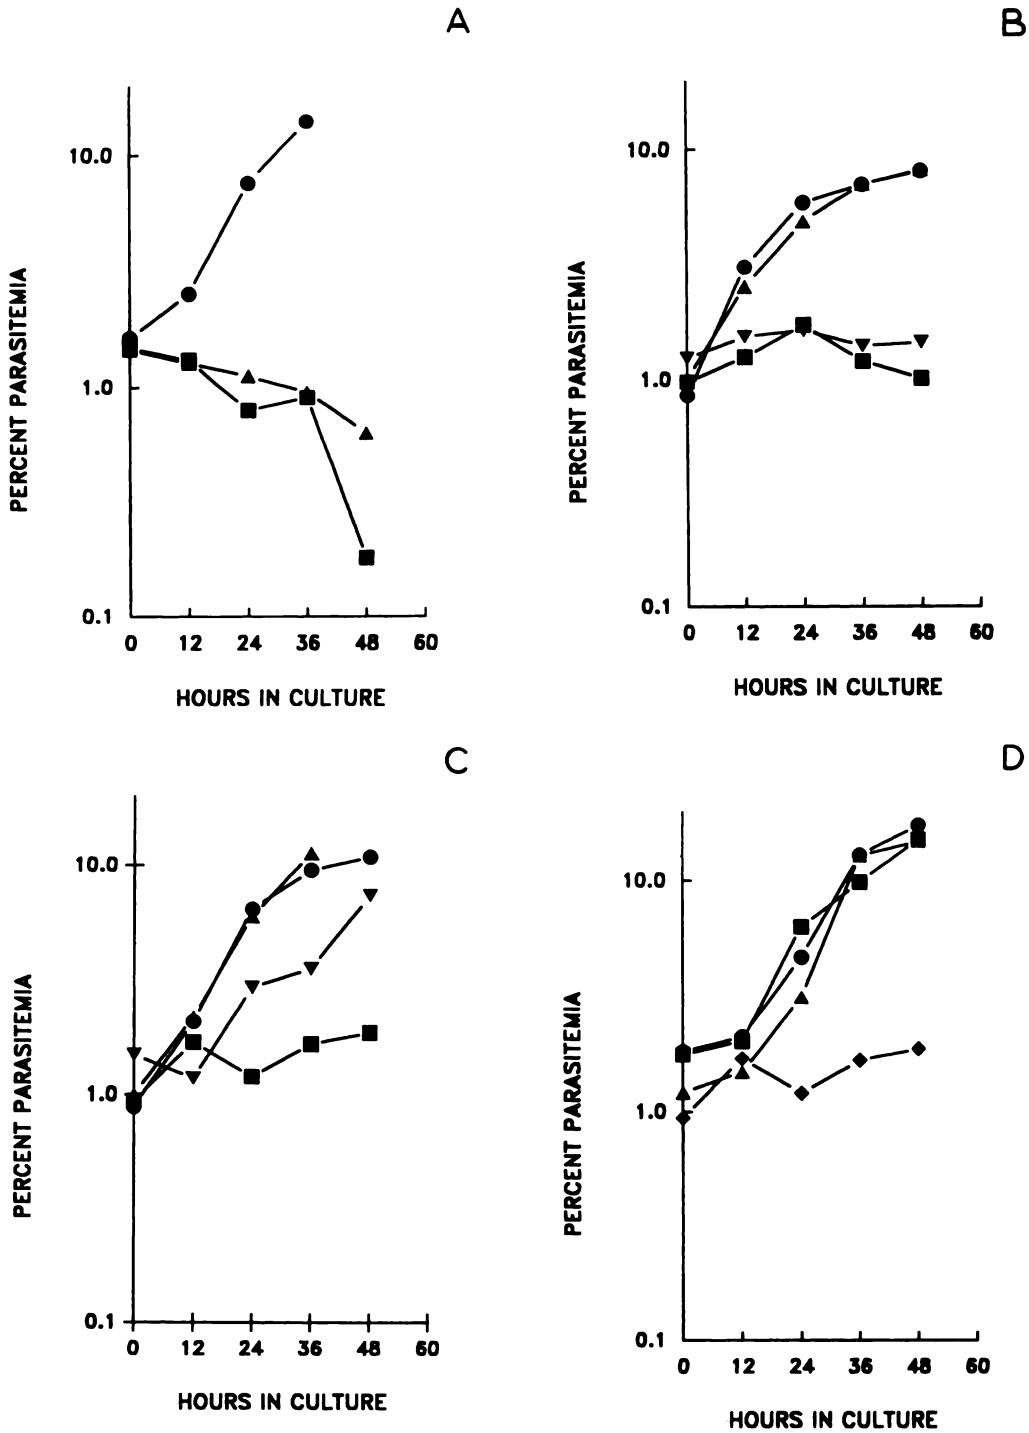 A
B
PERCENT PARASITEMIA
10.0
1.0
0.1
0 12 24 36 48 60
HOURS IN CULTURE
PERCENT PARASITEMIA
10.0
1.0
0.1
0 12 24 36 48 60
HOURS IN CULTURE
C
D
PERCENT PARASITEMIA
10.0
1.0
0.1
0 12 24 36 48 60
HOURS IN CULTURE
PERCENT PARASITEMIA
10.0
1.0
0.1
0 12 24 36 48 60
HOURS IN CULTURE